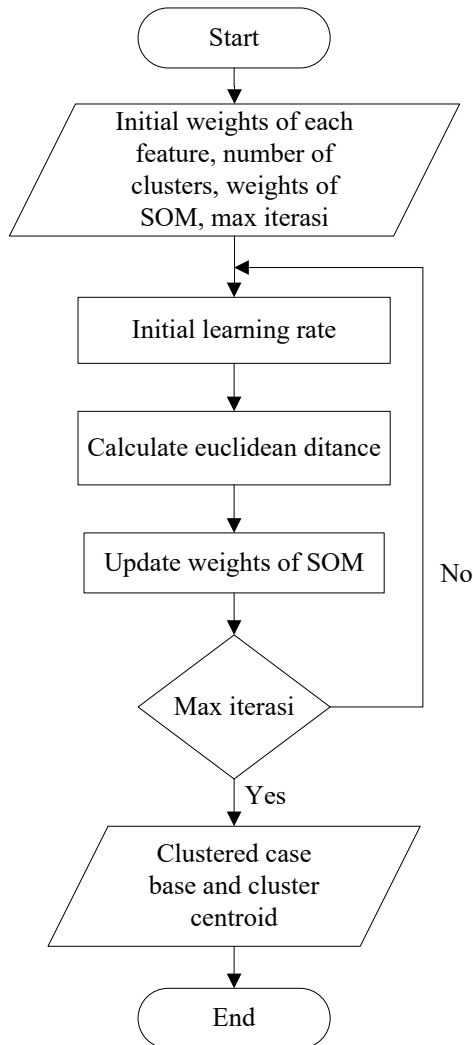 Start
Initial weights of each
feature, number of
clusters, weights of
SOM, max iterasi
Initial learning rate
Calculate euclidean ditance
Update weights of SOM
No
Max iterasi
Yes
Clustered case
base and cluster
centroid
End